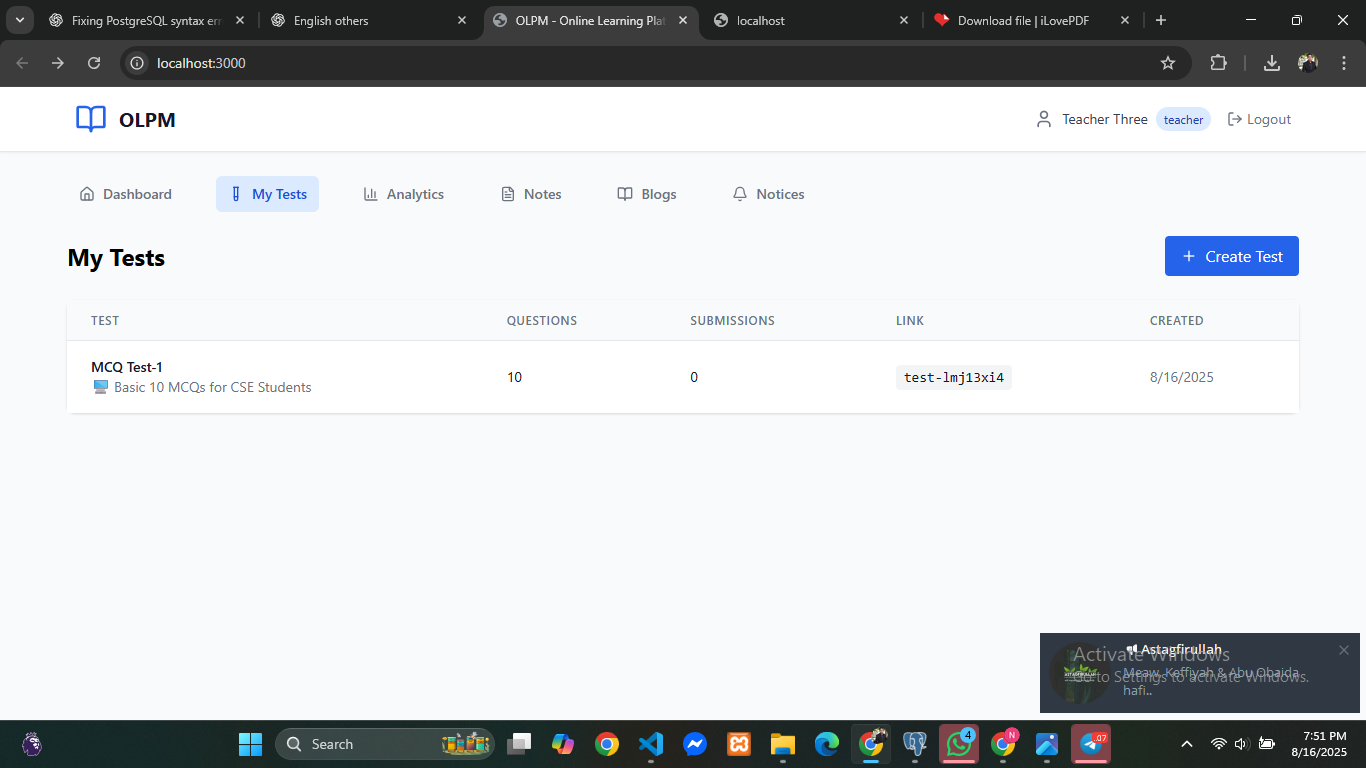 Fixing PostgreSQL syntax err
English others
OLPM - Online Learning Plat
localhost
Download file | iLovePDF
localhost:3000
OLPM
Teacher Three
teacher
Logout
Dashboard
My Tests
Analytics
Notes
Blogs
Notices
My Tests
Create Test
TEST
QUESTIONS
SUBMISSIONS
LINK
CREATED
MCQ Test-1
Basic 10 MCQs for CSE Students
10
0
test-lmj13xi4
8/16/2025
Astagfirullah
Meaw, Keffiyah & Abu Obaida
hafi..
Activate Windows
Go to Settings to activate Windows.
Search
4
N
.07
7:51 PM
8/16/2025